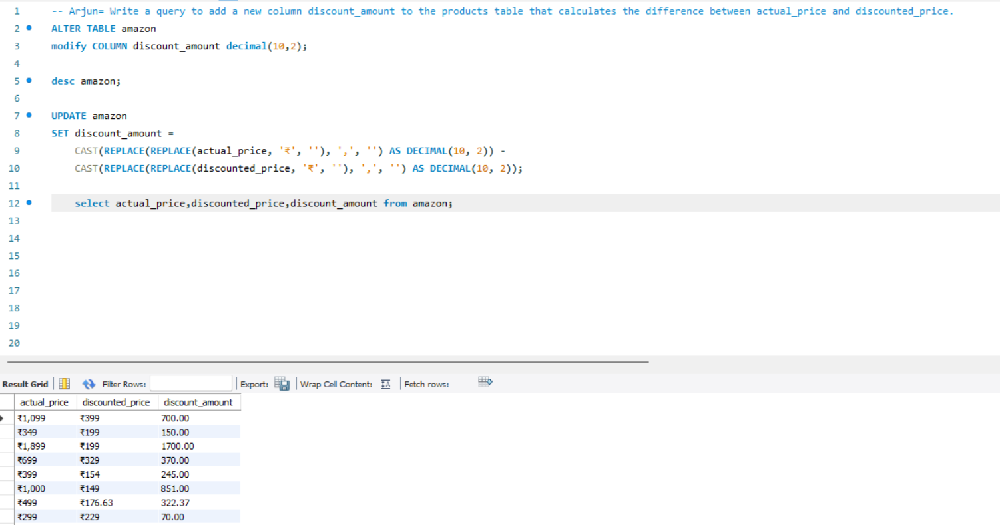 1 -- Arjun= Write a query to add a new column discount_amount to the products table that calculates the difference between actual_price and discounted_price.
2 ALTER TABLE amazon
3 modify COLUMN discount_amount decimal(10,2);
4
5 desc amazon;
6
7 UPDATE amazon
8 SET discount_amount =
9 CAST(REPLACE(REPLACE(actual_price, '₹', ''), ',', '') AS DECIMAL(10, 2)) -
10 CAST(REPLACE(REPLACE(discounted_price, '₹', ''), ',', '') AS DECIMAL(10, 2));
11
12 select actual_price,discounted_price,discount_amount from amazon;
13
14
15
16
17
18
19
20
Result Grid Filter Rows: Export: Wrap Cell Content: Fetch rows:
actual_price discounted_price discount_amount
₹1,099 ₹399 700.00
₹349 ₹199 150.00
₹1,899 ₹199 1700.00
₹699 ₹329 370.00
₹399 ₹154 245.00
₹1,000 ₹149 851.00
₹499 ₹176.63 322.37
₹299 ₹229 70.00